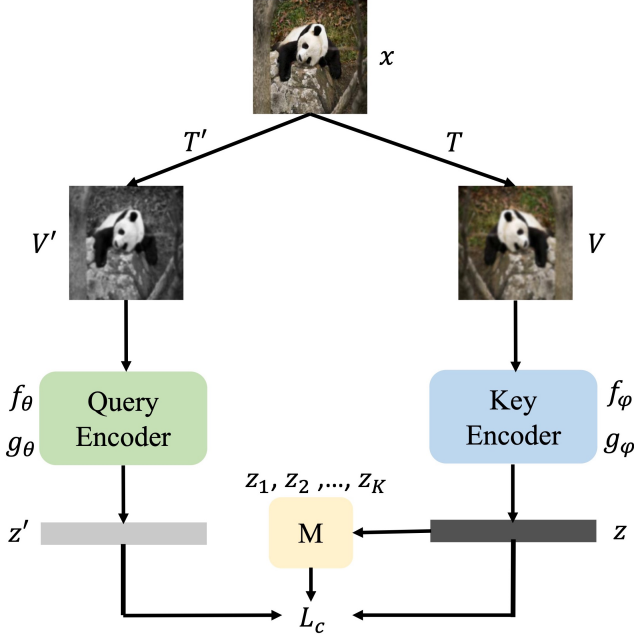 x
T′ T
V′ V
f_θ Query Encoder g_θ
f_φ Key Encoder g_φ
z_1, z_2 ,..., z_K
z′ M z
L_c